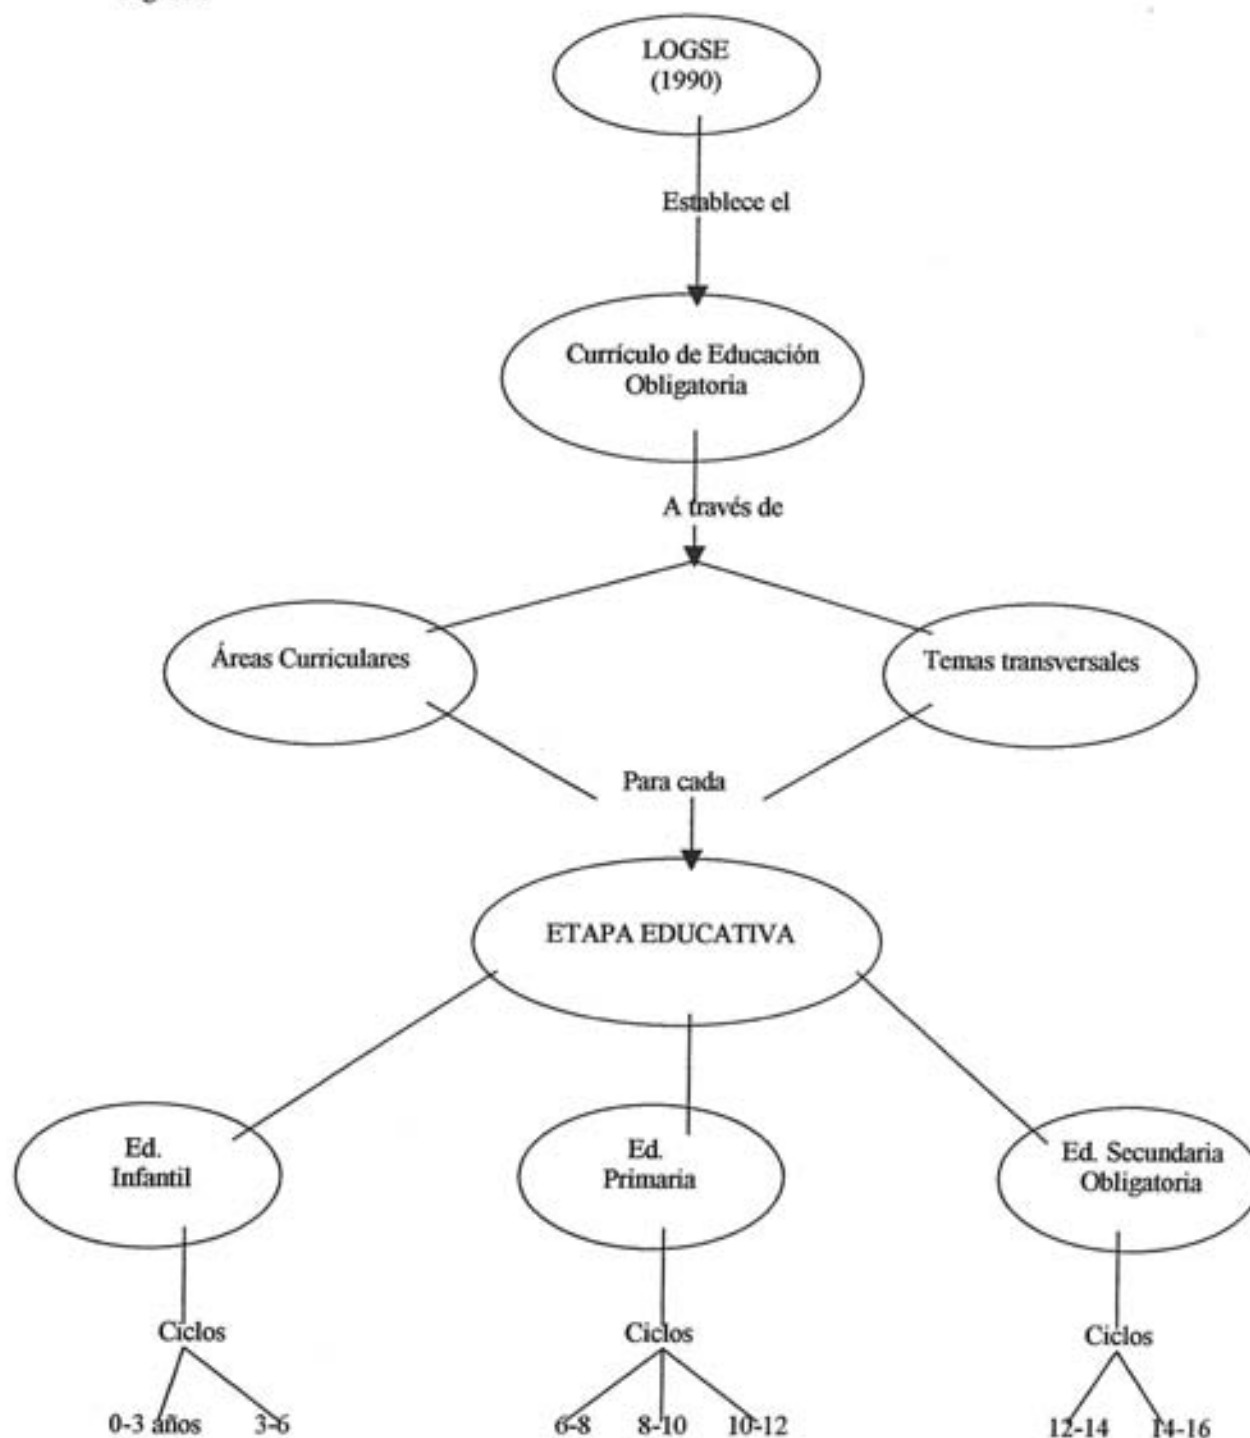 LOGSE
(1990)
Establece el
Currículo de Educación
Obligatoria
A través de
Áreas Curriculares
Temas transversales
Para cada
ETAPA EDUCATIVA
Ed.
Infantil
Ed.
Primaria
Ed. Secundaria
Obligatoria
Ciclos
Ciclos
Ciclos
0-3 años
3-6
6-8
8-10
10-12
12-14
14-16